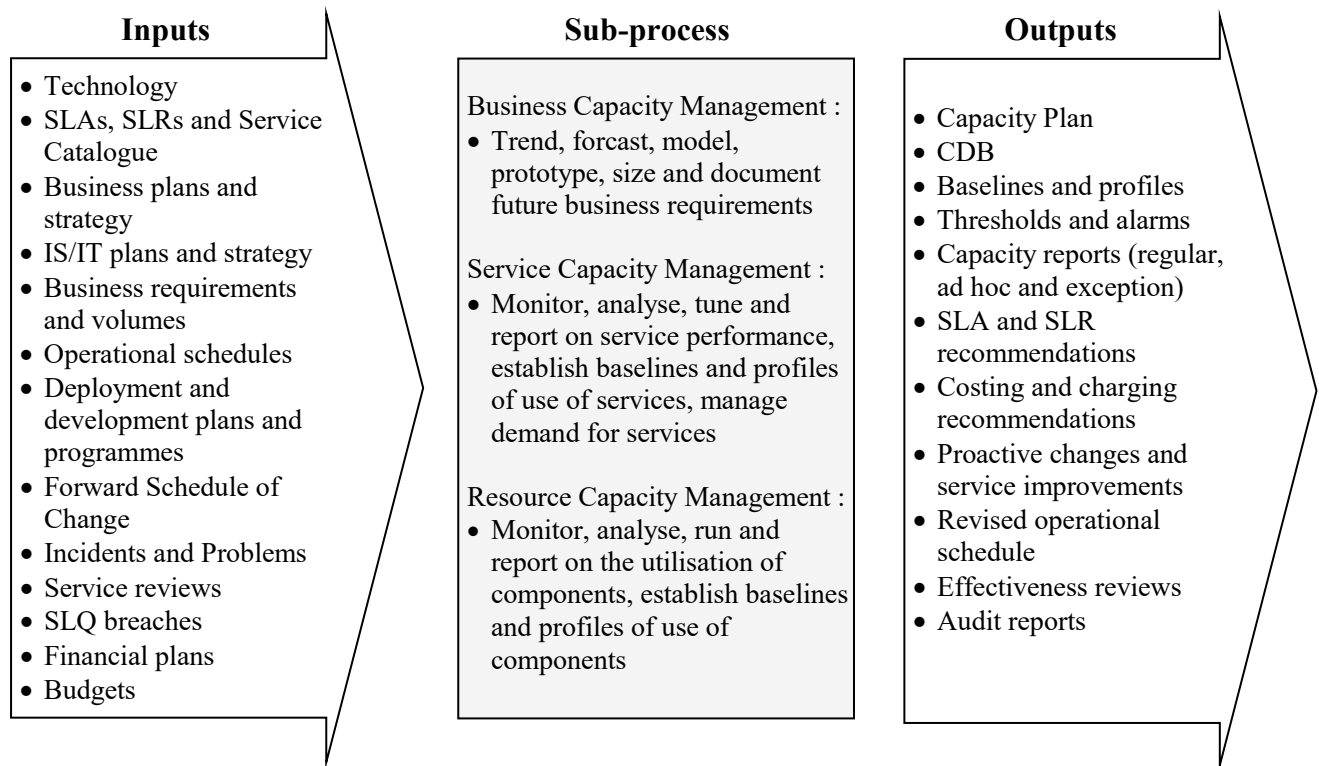 Inputs
• Technology
• SLAs, SLRs and Service
Catalogue
• Business plans and
strategy
• IS/IT plans and strategy
• Business requirements
and volumes
• Operational schedules
• Deployment and
development plans and
programmes
• Forward Schedule of
Change
• Incidents and Problems
• Service reviews
• SLQ breaches
• Financial plans
• Budgets
Sub-process
Business Capacity Management :
• Trend, forcast, model,
prototype, size and document
future business requirements
Service Capacity Management :
• Monitor, analyse, tune and
report on service performance,
establish baselines and profiles
of use of services, manage
demand for services
Resource Capacity Management :
• Monitor, analyse, run and
report on the utilisation of
components, establish baselines
and profiles of use of
components
Outputs
• Capacity Plan
• CDB
• Baselines and profiles
• Thresholds and alarms
• Capacity reports (regular,
ad hoc and exception)
• SLA and SLR
recommendations
• Costing and charging
recommendations
• Proactive changes and
service improvements
• Revised operational
schedule
• Effectiveness reviews
• Audit reports